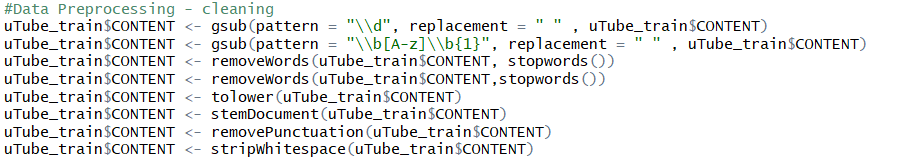 #Data Preprocessing - cleaning
uTube_train$CONTENT <- gsub(pattern = "\\d", replacement = " " , uTube_train$CONTENT)
uTube_train$CONTENT <- gsub(pattern = "\\b[A-z]\\b{1}", replacement = " " , uTube_train$CONTENT)
uTube_train$CONTENT <- removeWords(uTube_train$CONTENT, stopwords())
uTube_train$CONTENT <- removeWords(uTube_train$CONTENT,stopwords())
uTube_train$CONTENT <- tolower(uTube_train$CONTENT)
uTube_train$CONTENT <- stemDocument(uTube_train$CONTENT)
uTube_train$CONTENT <- removePunctuation(uTube_train$CONTENT)
uTube_train$CONTENT <- stripWhitespace(uTube_train$CONTENT)